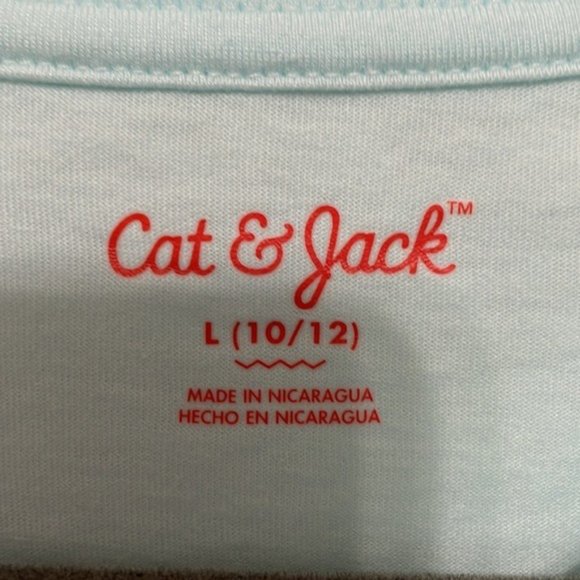 Cat & Jack™
L (10/12)
MADE IN NICARAGUA
HECHO EN NICARAGUA